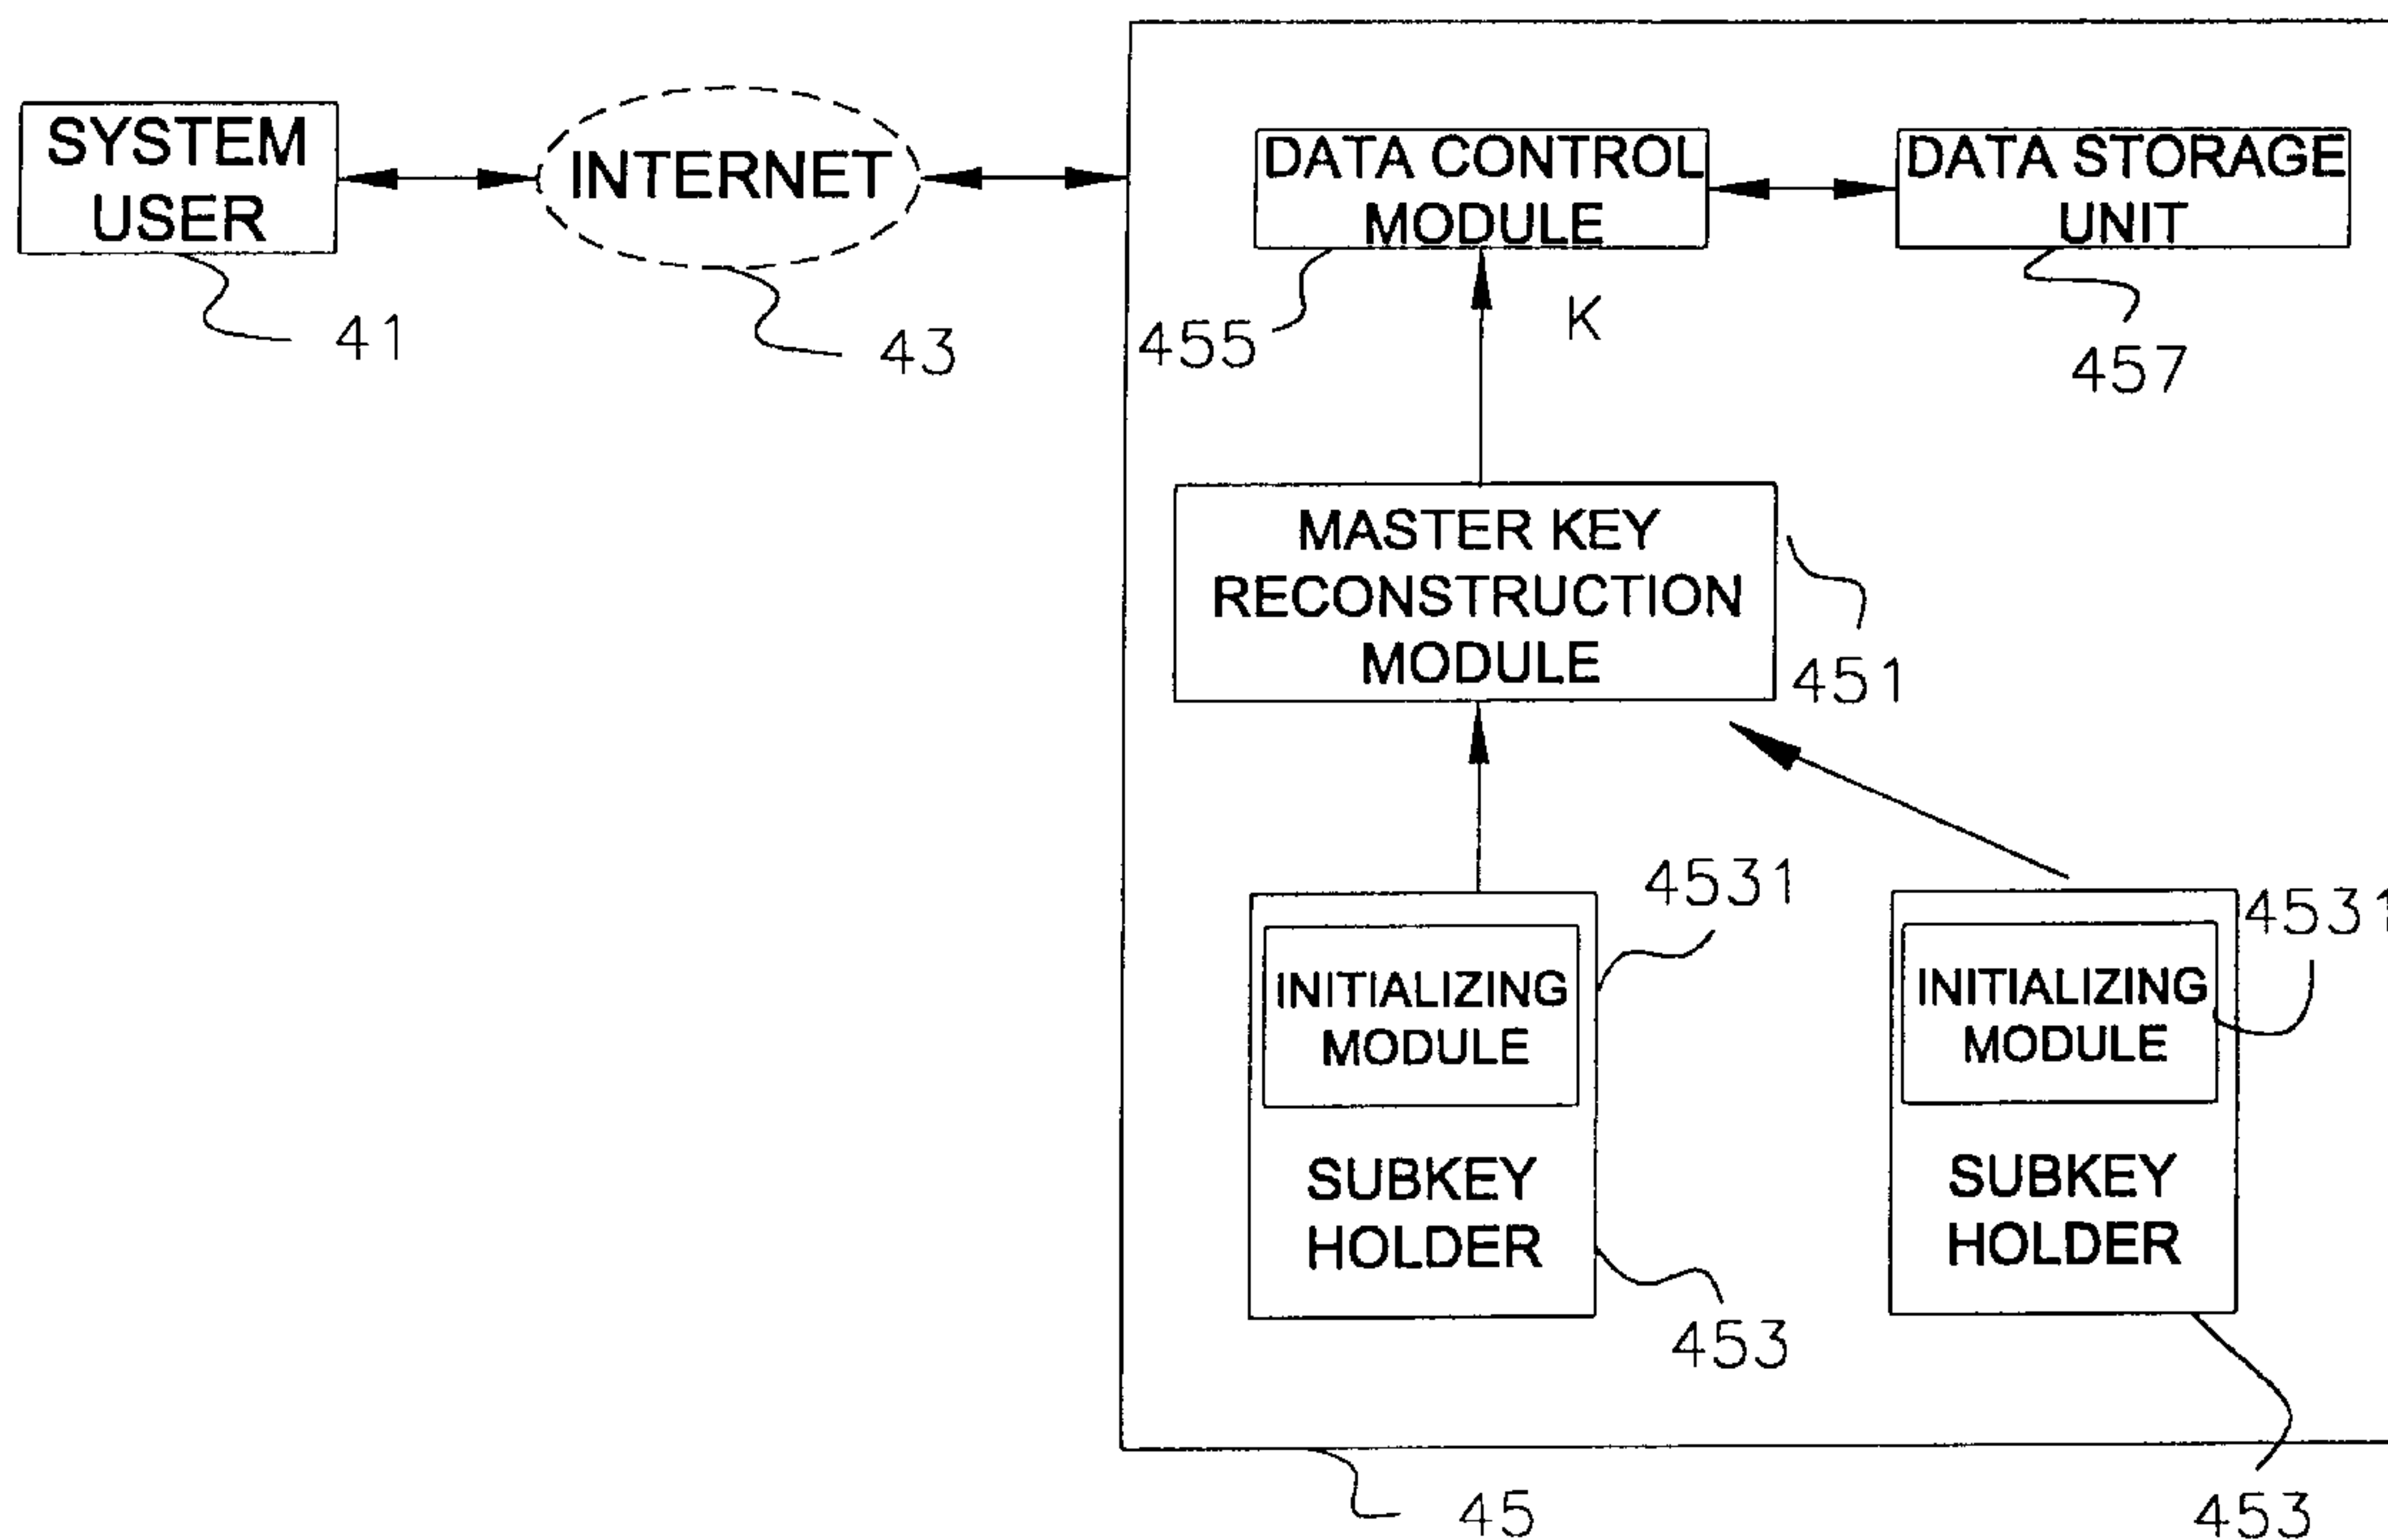 SYSTEM
USER
41
INTERNET
43
DATA CONTROL
MODULE
455
K
DATA STORAGE
UNIT
457
MASTER KEY
RECONSTRUCTION
MODULE
451
4531
INITIALIZING
MODULE
SUBKEY
HOLDER
453
4531
INITIALIZING
MODULE
SUBKEY
HOLDER
453
45